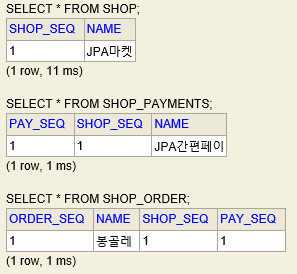 SELECT * FROM SHOP;
SHOP_SEQ NAME
1 JPA마켓
(1 row, 11 ms)
SELECT * FROM SHOP_PAYMENTS;
PAY_SEQ SHOP_SEQ NAME
1 1 JPA간편페이
(1 row, 1 ms)
SELECT * FROM SHOP_ORDER;
ORDER_SEQ NAME SHOP_SEQ PAY_SEQ
1 봉골레 1 1
(1 row, 1 ms)